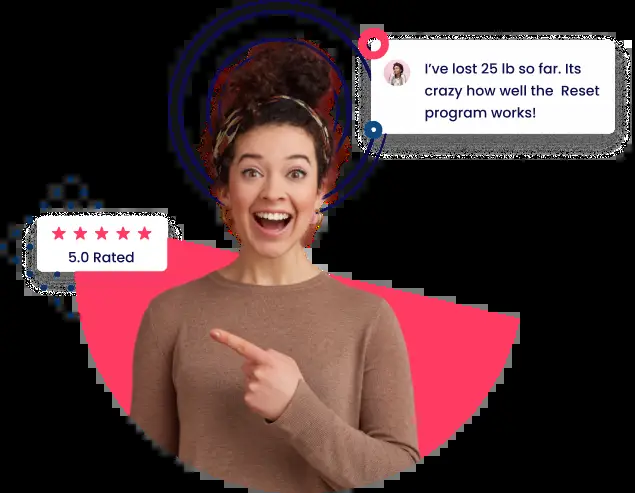 I've lost 25 lb so far. Its
crazy how well the Reset
program works!
5.0 Rated